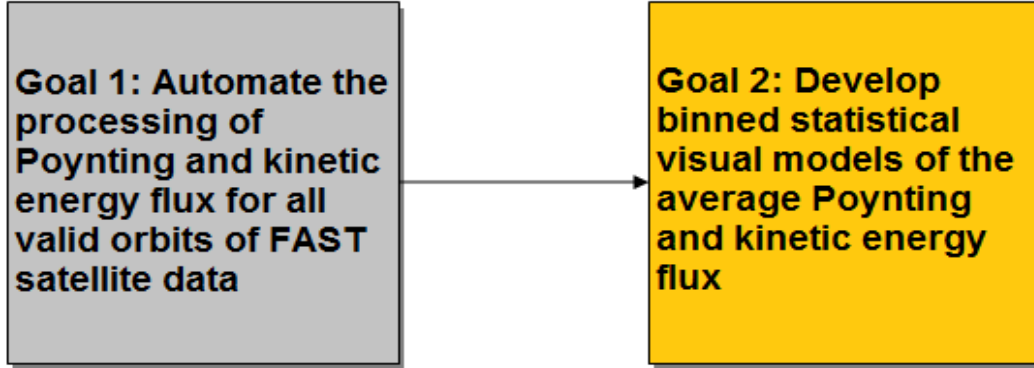 Goal 1: Automate the
processing of
Poynting and kinetic
energy flux for all
valid orbits of FAST
satellite data
Goal 2: Develop
binned statistical
visual models of the
average Poynting
and kinetic energy
flux